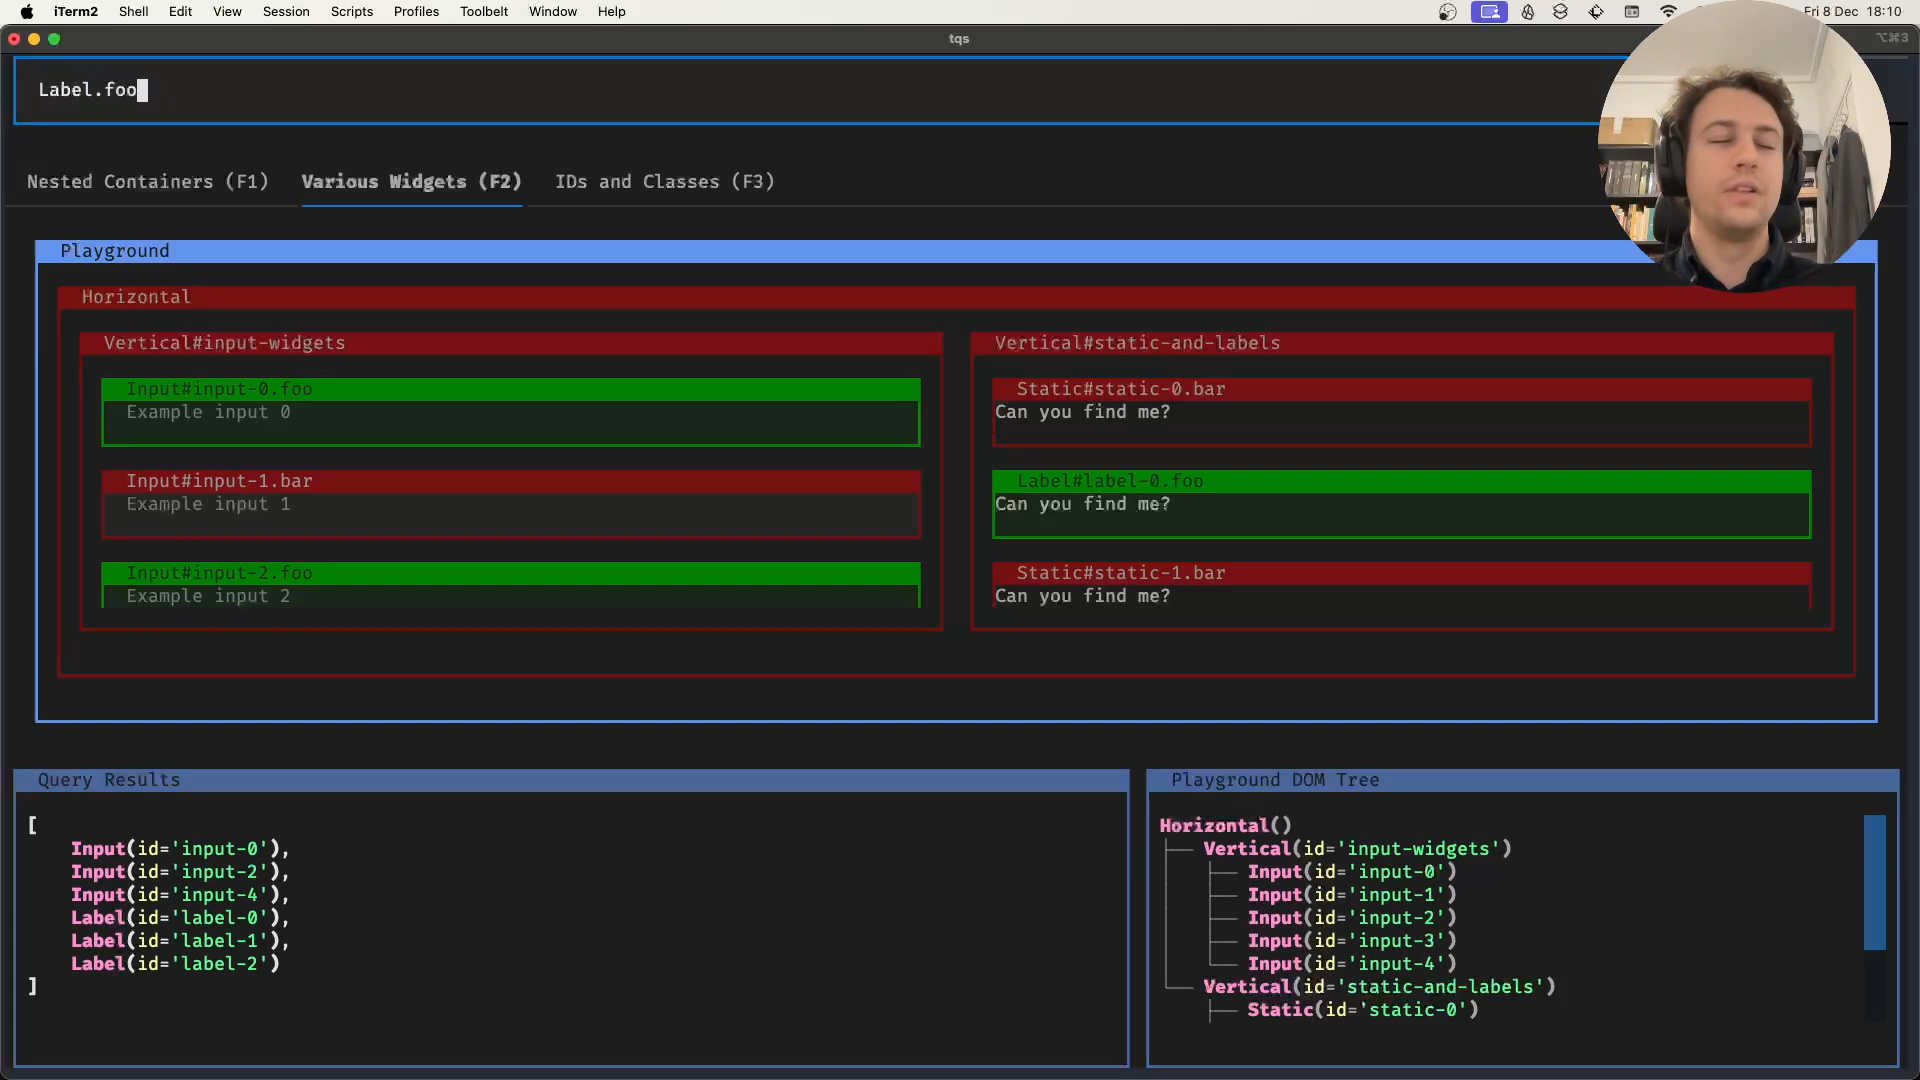 iTerm2 Shell Edit View Session Scripts Profiles Toolbelt Window Help Fri 8 Dec 18:10
tqs ⌥⌘3
Label.foo
Nested Containers (F1) Various Widgets (F2) IDs and Classes (F3)
Playground
Horizontal
Vertical#input-widgets
Input#input-0.foo
Example input 0
Input#input-1.bar
Example input 1
Input#input-2.foo
Example input 2
Vertical#static-and-labels
Static#static-0.bar
Can you find me?
Label#label-0.foo
Can you find me?
Static#static-1.bar
Can you find me?
Query Results
[
Input(id='input-0'),
Input(id='input-2'),
Input(id='input-4'),
Label(id='label-0'),
Label(id='label-1'),
Label(id='label-2')
]
Playground DOM Tree
Horizontal()
├── Vertical(id='input-widgets')
│   ├── Input(id='input-0')
│   ├── Input(id='input-1')
│   ├── Input(id='input-2')
│   ├── Input(id='input-3')
│   └── Input(id='input-4')
└── Vertical(id='static-and-labels')
    ├── Static(id='static-0')